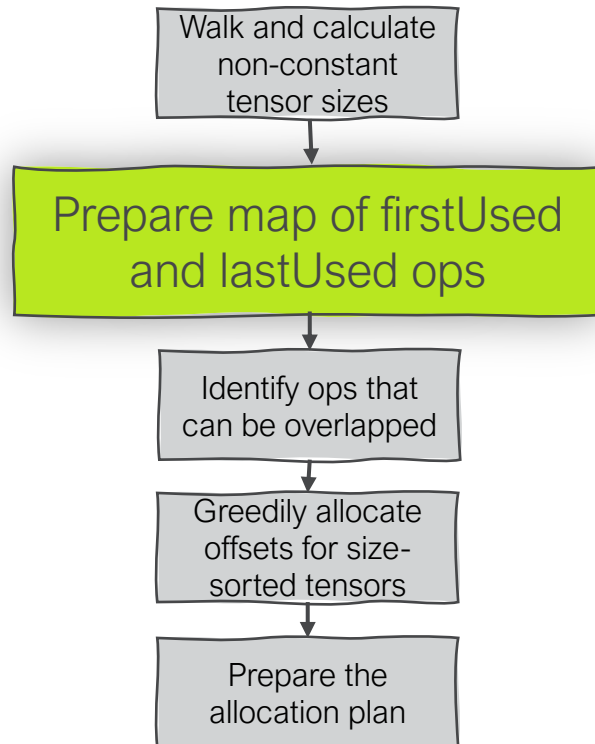 Walk and calculate
non-constant
tensor sizes
Prepare map of firstUsed
and lastUsed ops
Identify ops that
can be overlapped
Greedily allocate
offsets for size-
sorted tensors
Prepare the
allocation plan